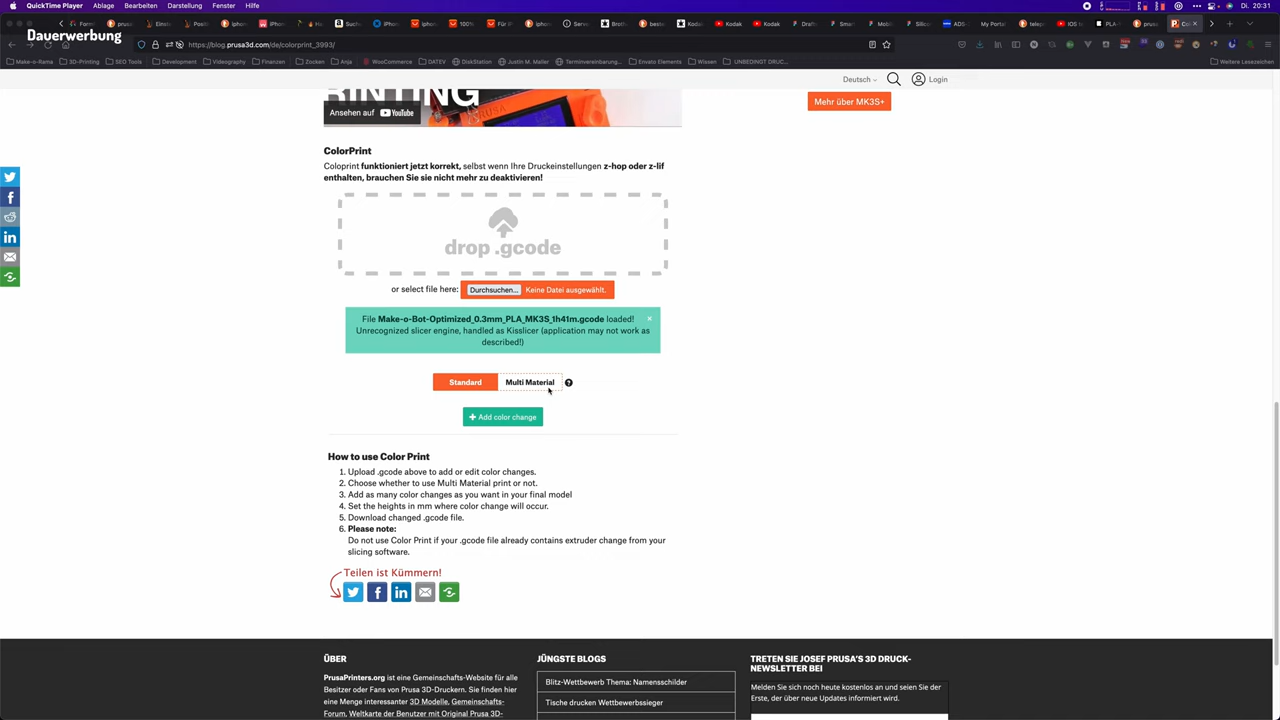 QuickTime Player Ablage Bearbeiten Darstellung Fenster Hilfe
Di. 20:31
Dauerwerbung
https://blog.prusa3d.com/de/colorprint_3993/
Make-o-Rama 3D-Printing SEO Tools Development Videography Finanzen Zocken Anja WooCommerce DATEV DiskStation Justin M. Maller Terminvereinbarung... Envato Elements Wissen UNBEDINGT DRUC... Weitere Lesezeichen
Deutsch
Login
RINTING
Ansehen auf YouTube
Mehr über MK3S+
ColorPrint
Coloprint funktioniert jetzt korrekt, selbst wenn Ihre Druckeinstellungen z-hop oder z-lif
enthalten, brauchen Sie sie nicht mehr zu deaktivieren!
drop .gcode
or select file here: Durchsuchen... Keine Datei ausgewählt.
File Make-o-Bot-Optimized_0.3mm_PLA_MK3S_1h41m.gcode loaded!
Unrecognized slicer engine, handled as Kisslicer (application may not work as
described!)
Standard Multi Material ?
+ Add color change
How to use Color Print
1. Upload .gcode above to add or edit color changes.
2. Choose whether to use Multi Material print or not.
3. Add as many color changes as you want in your final model
4. Set the heights in mm where color change will occur.
5. Download changed .gcode file.
6. Please note:
Do not use Color Print if your .gcode file already contains extruder change from your
slicing software.
Teilen ist Kümmern!
ÜBER
PrusaPrinters.org ist eine Gemeinschafts-Website für alle
Besitzer oder Fans von Prusa 3D-Druckern. Sie finden hier
eine Menge interessanter 3D Modelle, Gemeinschafts-
Forum, Weltkarte der Benutzer mit Original Prusa 3D-
JÜNGSTE BLOGS
Blitz-Wettbewerb Thema: Namensschilder
Tische drucken Wettbewerbssieger
TRETEN SIE JOSEF PRUSA'S 3D DRUCK-
NEWSLETTER BEI
Melden Sie sich noch heute kostenlos an und seien Sie der
Erste, der über neue Updates informiert wird.